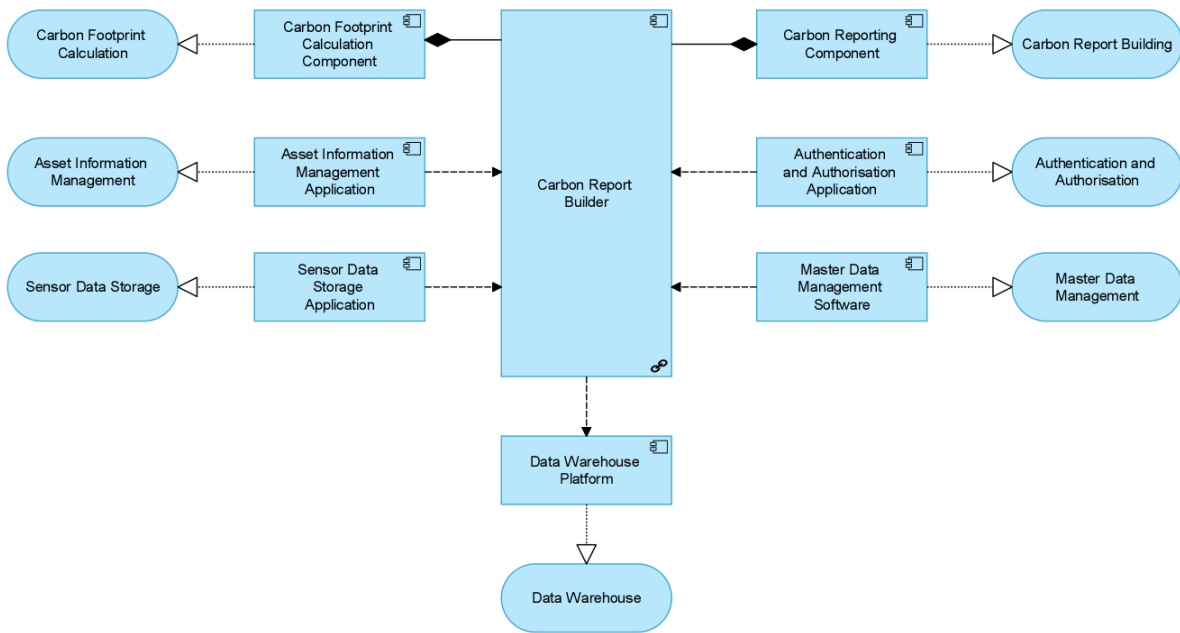 Carbon Footprint
Calculation
Carbon Footprint
Calculation
Component
Carbon Reporting
Component
Carbon Report Building
Asset Information
Management
Asset Information
Management
Application
Carbon Report
Builder
Authentication
and Authorisation
Application
Authentication and
Authorisation
Sensor Data Storage
Sensor Data
Storage
Application
Master Data
Management
Software
Master Data
Management
Data Warehouse
Platform
Data Warehouse